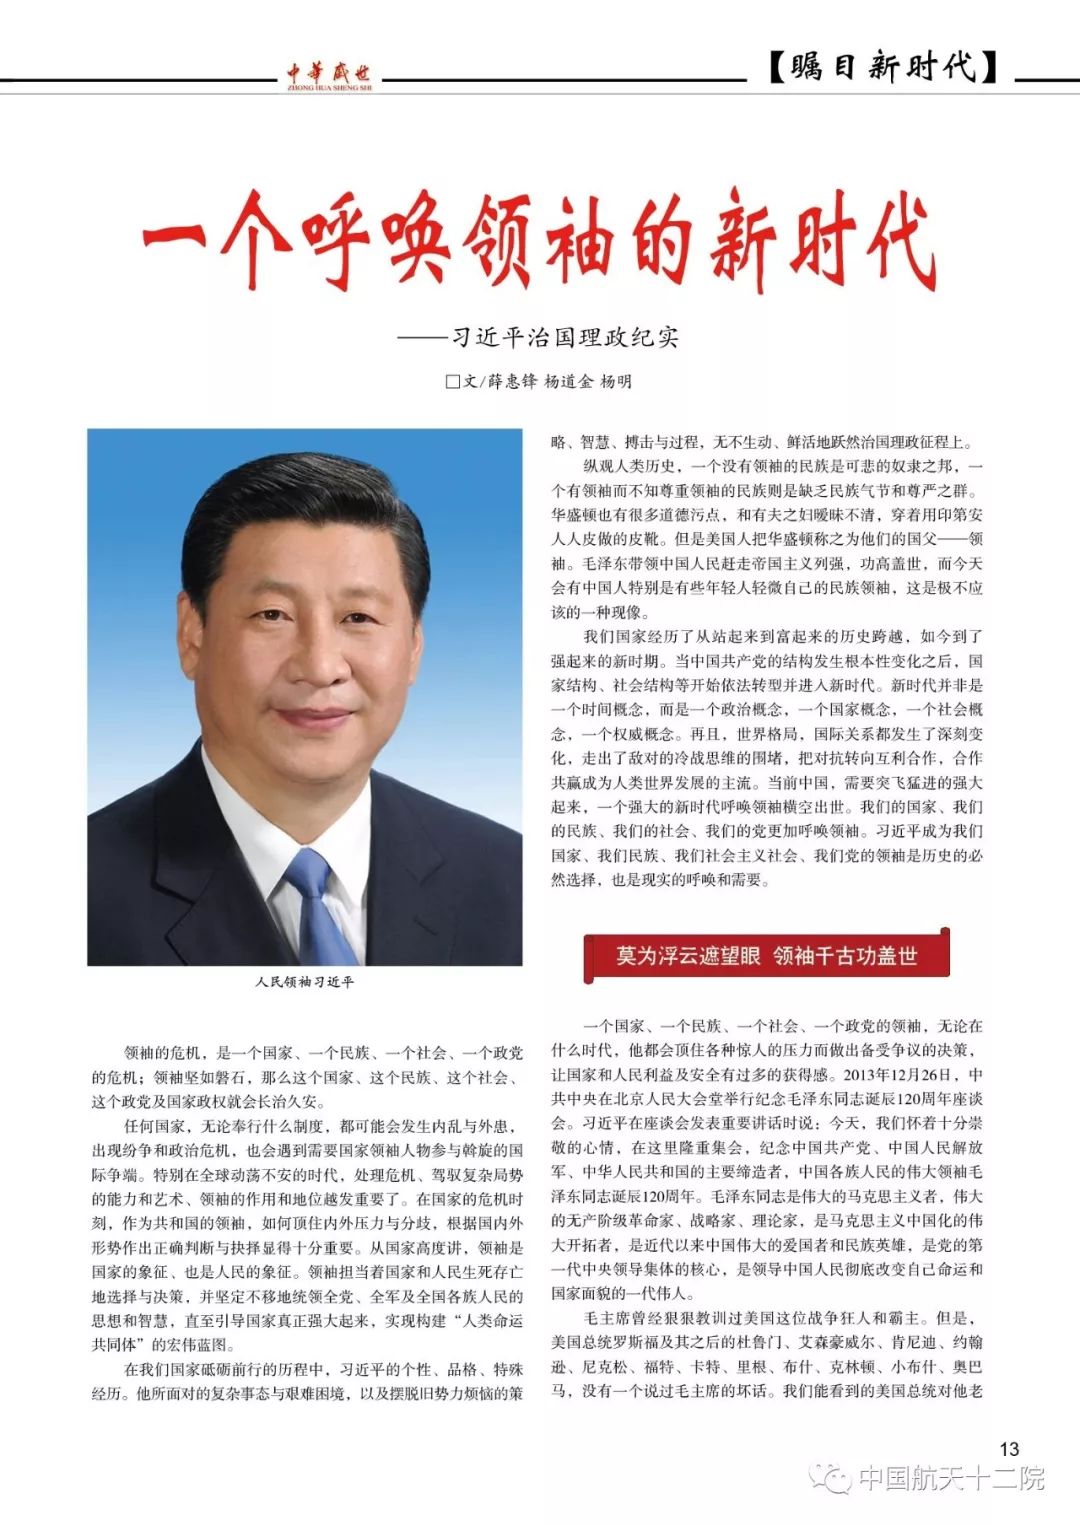 中华盛世
ZHONG HUA SHENG SHI
【瞩目新时代】
一个呼唤领袖的新时代
——习近平治国理政纪实
□文/薛惠锋 杨道金 杨明
人民领袖习近平
领袖的危机，是一个国家、一个民族、一个社会、一个政党
的危机；领袖坚如磐石，那么这个国家、这个民族、这个社会、
这个政党及国家政权就会长治久安。
任何国家，无论奉行什么制度，都可能会发生内乱与外患，
出现纷争和政治危机，也会遇到需要国家领袖人物参与斡旋的国
际争端。特别在全球动荡不安的时代，处理危机、驾驭复杂局势
的能力和艺术、领袖的作用和地位越发重要了。在国家的危机时
刻，作为共和国的领袖，如何顶住内外压力与分歧，根据国内外
形势作出正确判断与抉择显得十分重要。从国家高度讲，领袖是
国家的象征、也是人民的象征。领袖担当着国家和人民生死存亡
地选择与决策，并坚定不移地统领全党、全军及全国各族人民的
思想和智慧，直至引导国家真正强大起来，实现构建“人类命运
共同体”的宏伟蓝图。
在我们国家砥砺前行的历程中，习近平的个性、品格、特殊
经历。他所面对的复杂事态与艰难困境，以及摆脱旧势力烦恼的策
略、智慧、搏击与过程，无不生动、鲜活地跃然治国理政征程上。
纵观人类历史，一个没有领袖的民族是可悲的奴隶之邦，一
个有领袖而不知尊重领袖的民族则是缺乏民族气节和尊严之群。
华盛顿也有很多道德污点，和有夫之妇暧昧不清，穿着用印第安
人人皮做的皮靴。但是美国人把华盛顿称之为他们的国父——领
袖。毛泽东带领中国人民赶走帝国主义列强，功高盖世，而今天
会有中国人特别是有些年轻人轻微自己的民族领袖，这是极不应
该的一种现像。
我们国家经历了从站起来到富起来的历史跨越，如今到了
强起来的新时期。当中国共产党的结构发生根本性变化之后，国
家结构、社会结构等开始依法转型并进入新时代。新时代并非是
一个时间概念，而是一个政治概念，一个国家概念，一个社会概
念，一个权威概念。再且，世界格局，国际关系都发生了深刻变
化，走出了敌对的冷战思维的围堵，把对抗转向互利合作，合作
共赢成为人类世界发展的主流。当前中国，需要突飞猛进的强大
起来，一个强大的新时代呼唤领袖横空出世。我们的国家、我们
的民族、我们的社会、我们的党更加呼唤领袖。习近平成为我们
国家、我们民族、我们社会主义社会、我们党的领袖是历史的必
然选择，也是现实的呼唤和需要。
莫为浮云遮望眼 领袖千古功盖世
一个国家、一个民族、一个社会、一个政党的领袖，无论在
什么时代，他都会顶住各种惊人的压力而做出备受争议的决策，
让国家和人民利益及安全有过多的获得感。2013年12月26日，中
共中央在北京人民大会堂举行纪念毛泽东同志诞辰120周年座谈
会。习近平在座谈会发表重要讲话时说：今天，我们怀着十分崇
敬的心情，在这里隆重集会，纪念中国共产党、中国人民解放
军、中华人民共和国的主要缔造者，中国各族人民的伟大领袖毛
泽东同志诞辰120周年。毛泽东同志是伟大的马克思主义者，伟大
的无产阶级革命家、战略家、理论家，是马克思主义中国化的伟
大开拓者，是近代以来中国伟大的爱国者和民族英雄，是党的第
一代中央领导集体的核心，是领导中国人民彻底改变自己命运和
国家面貌的一代伟人。
毛主席曾经狠狠教训过美国这位战争狂人和霸主。但是，
美国总统罗斯福及其之后的杜鲁门、艾森豪威尔、肯尼迪、约翰
逊、尼克松、福特、卡特、里根、布什、克林顿、小布什、奥巴
马，没有一个说过毛主席的坏话。我们能看到的美国总统对他老
13
中国航天十二院